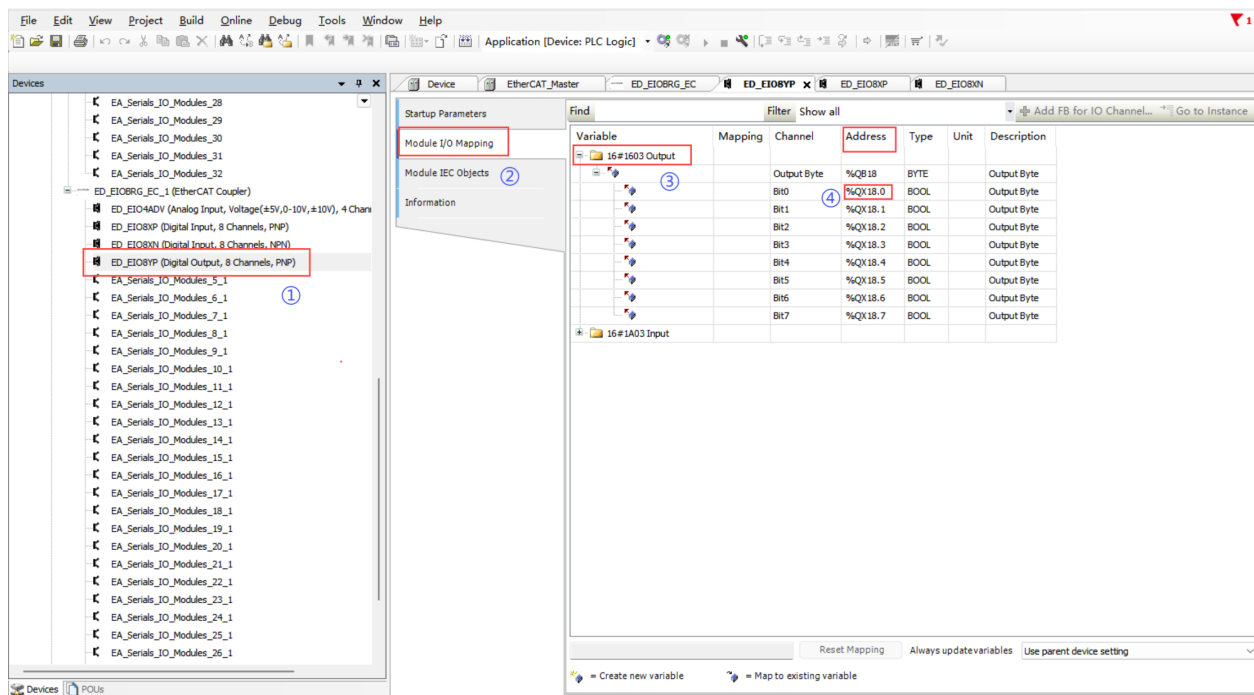 File Edit View Project Build Online Debug Tools Window Help
1
Application [Device: PLC Logic]
Devices
EA_Serials_IO_Modules_28
EA_Serials_IO_Modules_29
EA_Serials_IO_Modules_30
EA_Serials_IO_Modules_31
EA_Serials_IO_Modules_32
ED_EIOBRG_EC_1 (EtherCAT Coupler)
ED_EIO4ADV (Analog Input, Voltage(±5V,0-10V,±10V), 4 Chann
ED_EIO8XP (Digital Input, 8 Channels, PNP)
ED_EIO8XN (Digital Input, 8 Channels, NPN)
ED_EIO8YP (Digital Output, 8 Channels, PNP)
EA_Serials_IO_Modules_5_1
①
EA_Serials_IO_Modules_6_1
EA_Serials_IO_Modules_7_1
EA_Serials_IO_Modules_8_1
EA_Serials_IO_Modules_9_1
EA_Serials_IO_Modules_10_1
EA_Serials_IO_Modules_11_1
EA_Serials_IO_Modules_12_1
EA_Serials_IO_Modules_13_1
EA_Serials_IO_Modules_14_1
EA_Serials_IO_Modules_15_1
EA_Serials_IO_Modules_16_1
EA_Serials_IO_Modules_17_1
EA_Serials_IO_Modules_18_1
EA_Serials_IO_Modules_19_1
EA_Serials_IO_Modules_20_1
EA_Serials_IO_Modules_21_1
EA_Serials_IO_Modules_22_1
EA_Serials_IO_Modules_23_1
EA_Serials_IO_Modules_24_1
EA_Serials_IO_Modules_25_1
EA_Serials_IO_Modules_26_1
Devices POUs
Device EtherCAT_Master ED_EIOBRG_EC ED_EIO8YP ED_EIO8XP ED_EIO8XN
Startup Parameters
Module I/O Mapping
Module IEC Objects ②
Information
Find Filter Show all Add FB for IO Channel... Go to Instance
Variable Mapping Channel Address Type Unit Description
16#1603 Output
③ Output Byte %QB18 BYTE Output Byte
Bit0 ④ %QX18.0 BOOL Output Byte
Bit1 %QX18.1 BOOL Output Byte
Bit2 %QX18.2 BOOL Output Byte
Bit3 %QX18.3 BOOL Output Byte
Bit4 %QX18.4 BOOL Output Byte
Bit5 %QX18.5 BOOL Output Byte
Bit6 %QX18.6 BOOL Output Byte
Bit7 %QX18.7 BOOL Output Byte
16#1A03 Input
Reset Mapping Always updatevariables Use parent device setting
= Create new variable = Map to existing variable